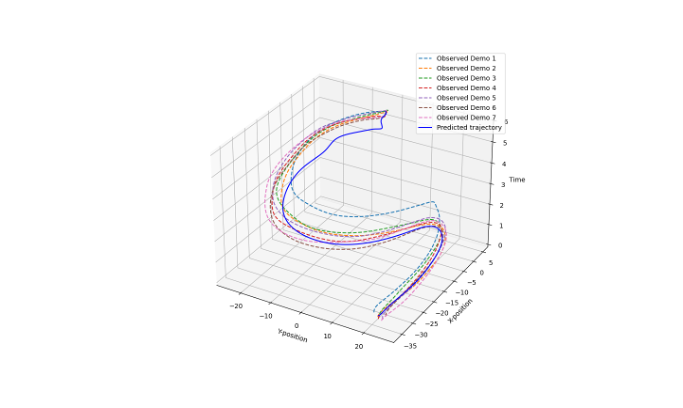 Observed Demo 1
Observed Demo 2
Observed Demo 3
Observed Demo 4
Observed Demo 5
Observed Demo 6
Observed Demo 7
Predicted trajectory
6
5
4
3
2
1
0
Time
5
0
−5
−10
−15
−20
−25
−30
−35
X-position
−20
−10
0
10
20
Y-position